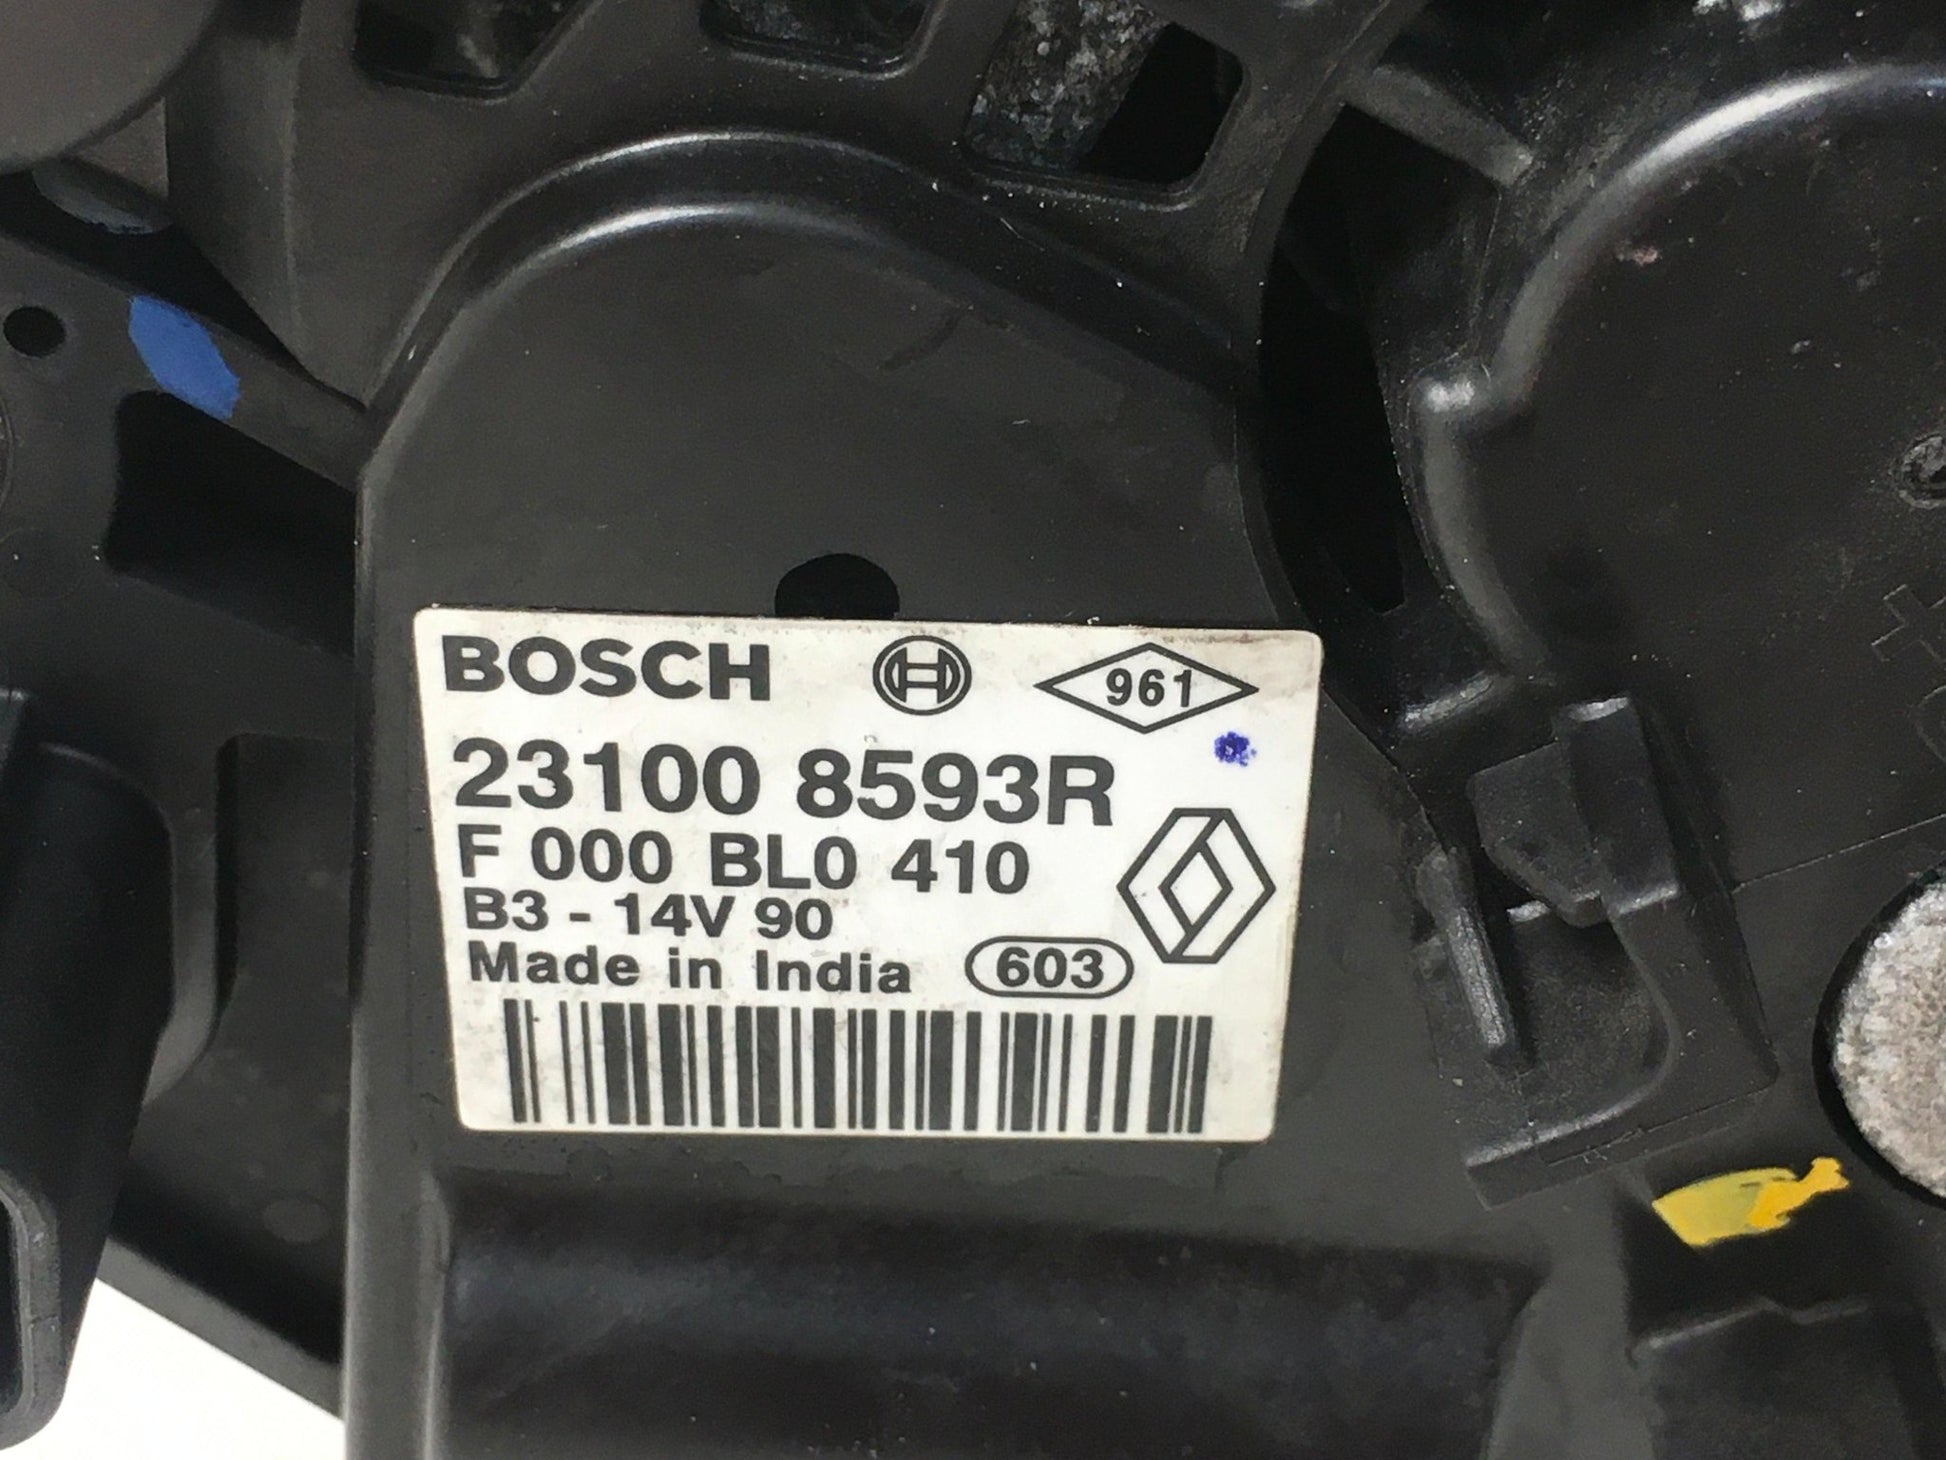 BOSCH 961
23100 8593R
F 000 BL0 410
B3 - 14V 90
Made in India 603